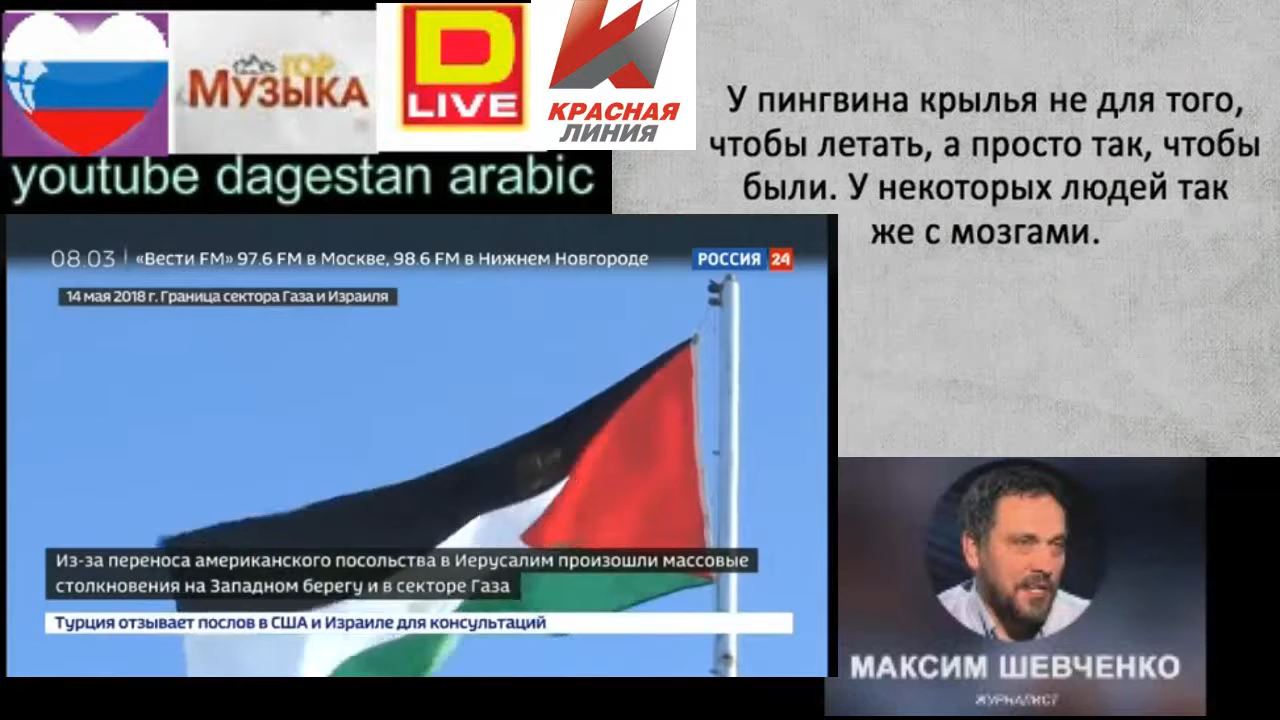 ГОР
МУЗЫКА
D
LIVE
КРАСНАЯ
ЛИНИЯ
youtube dagestan arabic
У пингвина крылья не для того,
чтобы летать, а просто так, чтобы
были. У некоторых людей так
же с мозгами.
08.03 «Вести FM» 97.6 FM в Москве, 98.6 FM в Нижнем Новгороде
РОССИЯ 24
14 мая 2018 г. Граница сектора Газа и Израиля
Из-за переноса американского посольства в Иерусалим произошли массовые
столкновения на Западном берегу и в секторе Газа
Турция отзывает послов в США и Израиле для консультаций
МАКСИМ ШЕВЧЕНКО
ЖУРНАЛИСТ